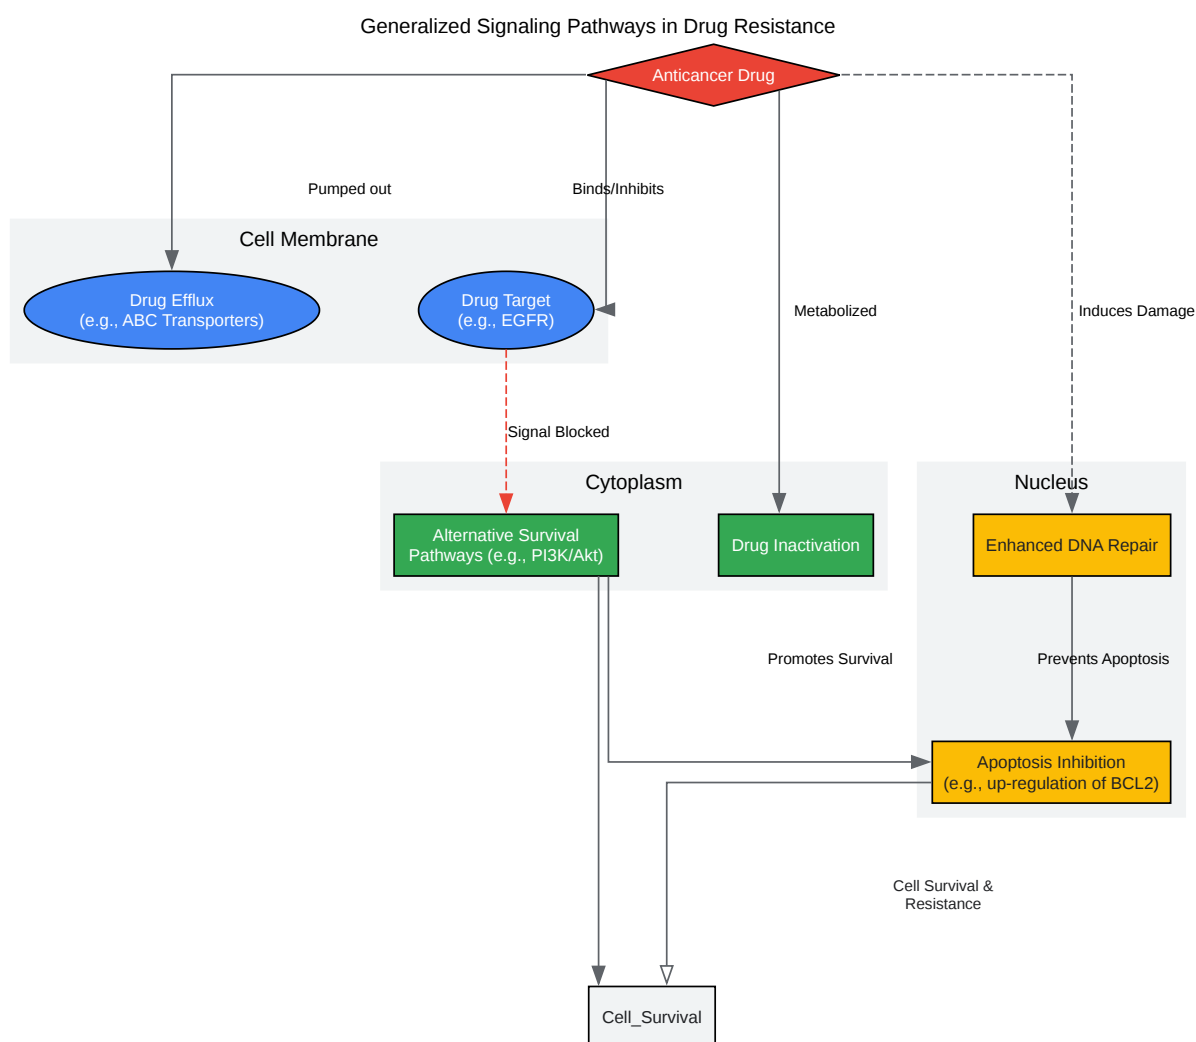 Generalized Signaling Pathways in Drug Resistance
Anticancer Drug
Pumped out
Binds/Inhibits
Cell Membrane
Drug Efflux
(e.g., ABC Transporters)
Drug Target
(e.g., EGFR)
Metabolized
Induces Damage
Signal Blocked
Cytoplasm
Nucleus
Alternative Survival
Pathways (e.g., PI3K/Akt)
Drug Inactivation
Enhanced DNA Repair
Promotes Survival
Prevents Apoptosis
Apoptosis Inhibition
(e.g., up-regulation of BCL2)
Cell Survival &
Resistance
Cell_Survival